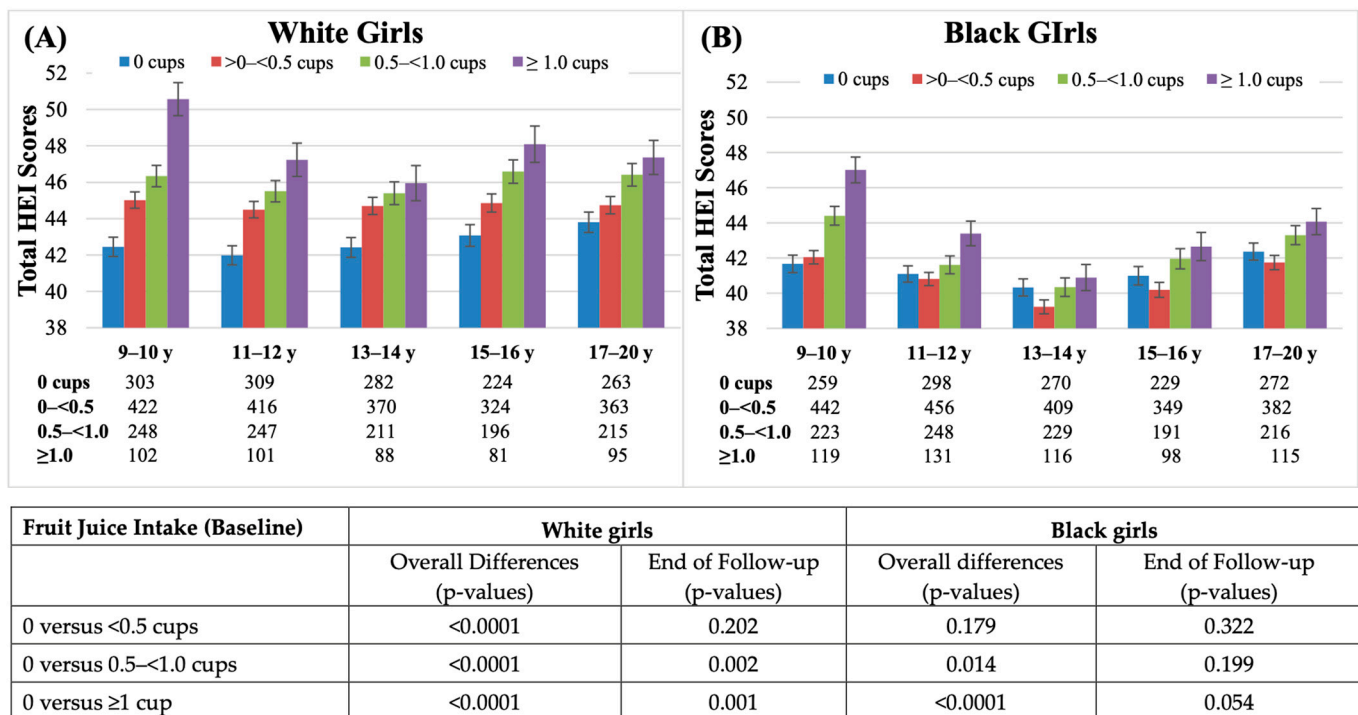 (A) White Girls
0 cups >0–<0.5 cups 0.5–<1.0 cups ≥ 1.0 cups
Total HEI Scores
52
50
48
46
44
42
40
38
9–10 y 11–12 y 13–14 y 15–16 y 17–20 y
0 cups 303 309 282 224 263
0–<0.5 422 416 370 324 363
0.5–<1.0 248 247 211 196 215
≥1.0 102 101 88 81 95
(B) Black GIrls
0 cups >0–<0.5 cups 0.5–<1.0 cups ≥ 1.0 cups
Total HEI Scores
52
50
48
46
44
42
40
38
9–10 y 11–12 y 13–14 y 15–16 y 17–20 y
0 cups 259 298 270 229 272
0–<0.5 442 456 409 349 382
0.5–<1.0 223 248 229 191 216
≥1.0 119 131 116 98 115
Fruit Juice Intake (Baseline) White girls Black girls
Overall Differences End of Follow-up Overall differences End of Follow-up
(p-values) (p-values) (p-values) (p-values)
0 versus <0.5 cups <0.0001 0.202 0.179 0.322
0 versus 0.5–<1.0 cups <0.0001 0.002 0.014 0.199
0 versus ≥1 cup <0.0001 0.001 <0.0001 0.054